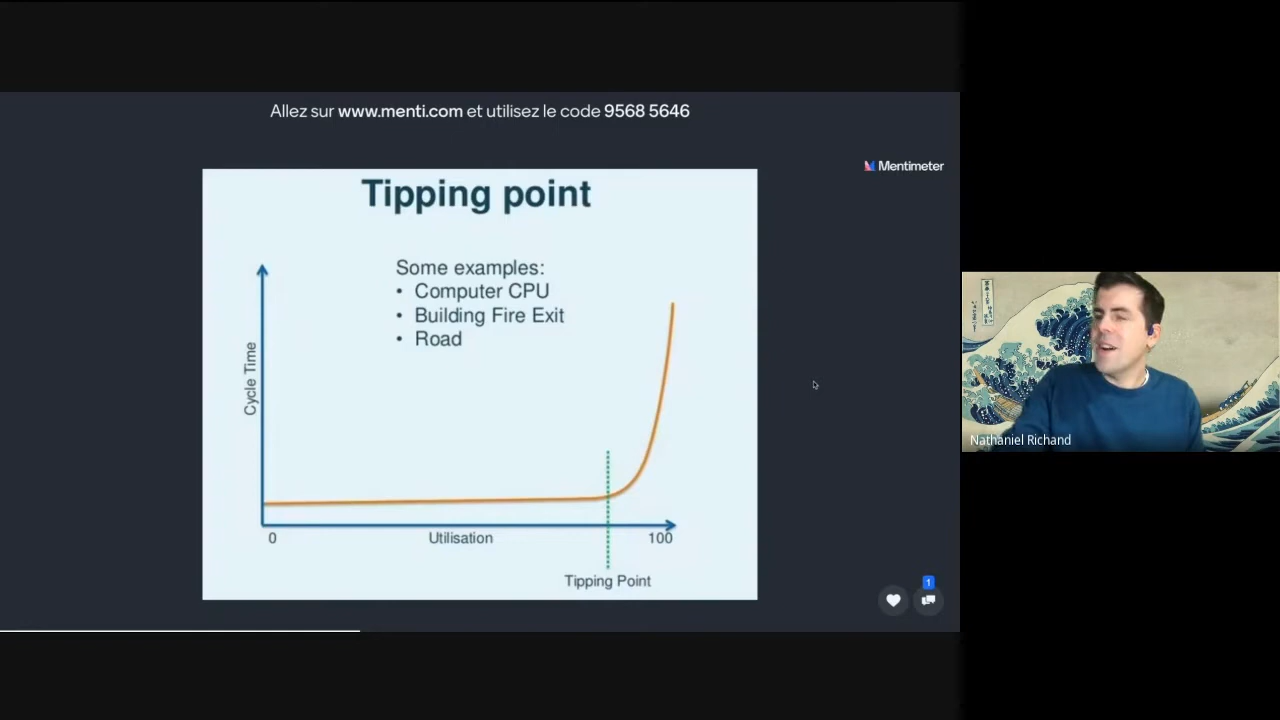 Allez sur www.menti.com et utilisez le code 9568 5646
Mentimeter
Tipping point
Some examples:
• Computer CPU
• Building Fire Exit
• Road
Cycle Time
0
Utilisation
100
Tipping Point
1
Nathaniel Richand